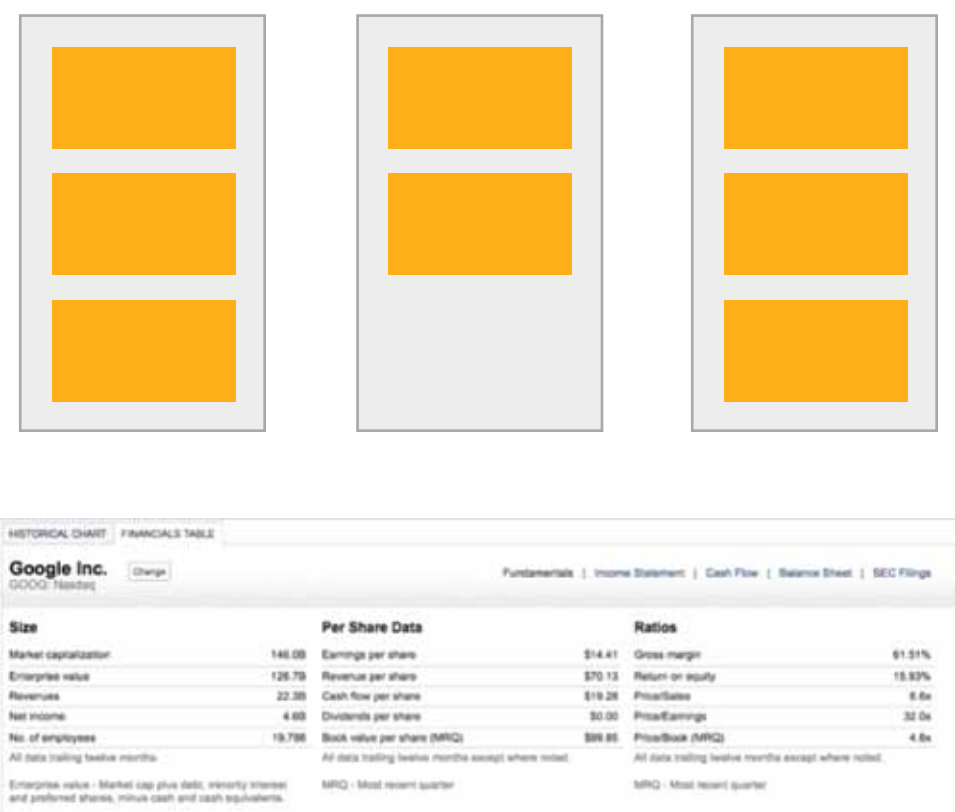 HISTORICAL CHART FINANCIALS TABLE
Google Inc. Change
GOOG: Nasdaq
Fundamentals | Income Statement | Cash Flow | Balance Sheet | SEC Filings
Size
Market capitalization 146.0B
Enterprise value 126.7B
Revenues 22.3B
Net income 4.6B
No. of employees 19,786
All data trailing twelve months.
Enterprise value - Market cap plus debt, minority interest
and preferred shares, minus cash and cash equivalents.
Per Share Data
Earnings per share $14.41
Revenue per share $70.13
Cash flow per share $19.28
Dividends per share $0.00
Book value per share (MRQ)
All data trailing twelve months except where noted.
MRQ - Most recent quarter
Ratios
Gross margin 61.51%
Return on equity 15.93%
Price/Sales 6.6x
Price/Earnings 32.0x
Price/Book (MRQ) 4.6x
All data trailing twelve months except where noted.
MRQ - Most recent quarter